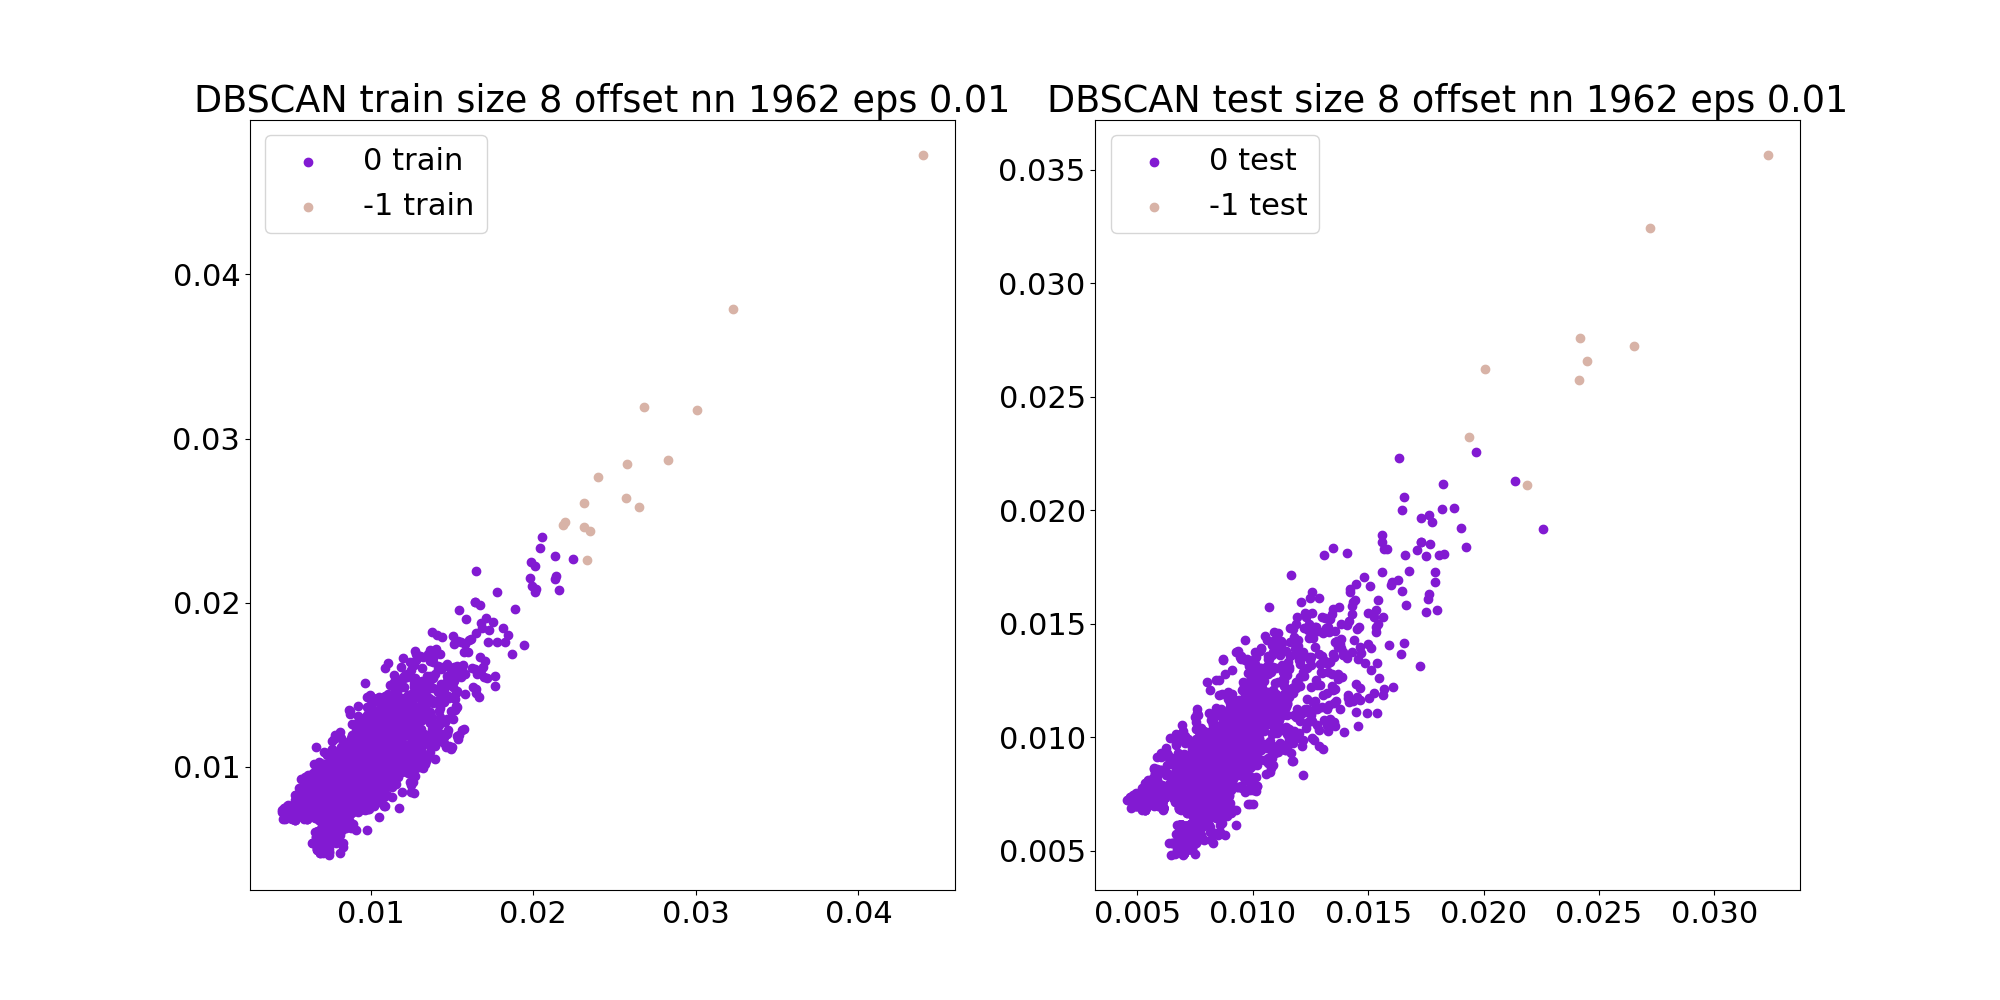 DBSCAN train size 8 offset nn 1962 eps 0.01
0 train
-1 train
0.04
0.03
0.02
0.01
0.01 0.02 0.03 0.04
DBSCAN test size 8 offset nn 1962 eps 0.01
0 test
-1 test
0.035
0.030
0.025
0.020
0.015
0.010
0.005
0.005 0.010 0.015 0.020 0.025 0.030